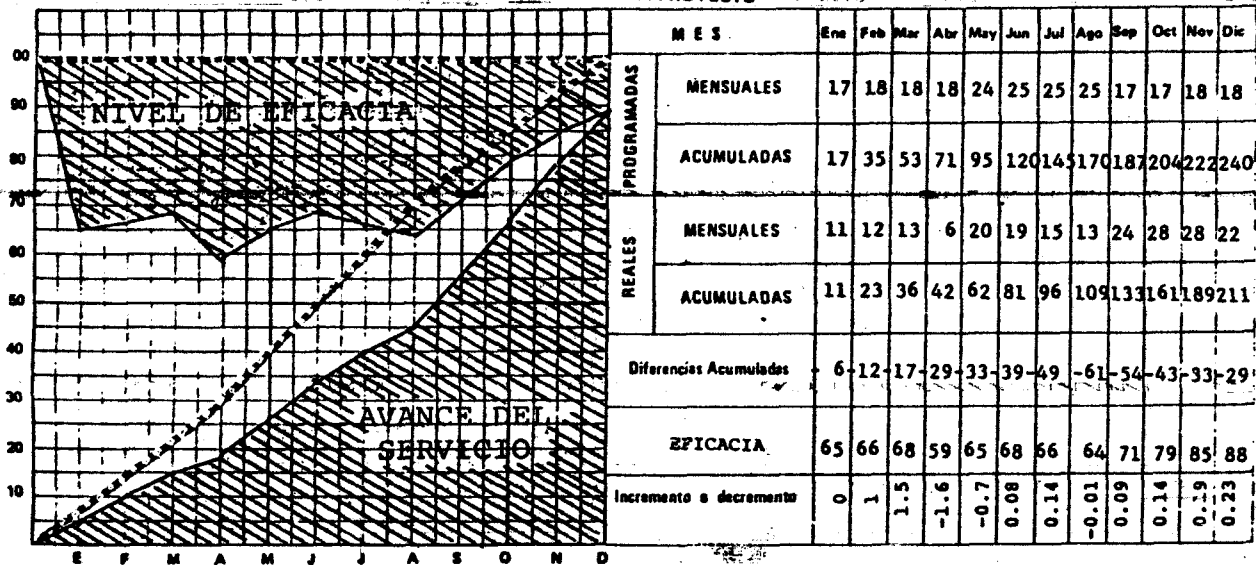 00
90
80
70
60
50
40
30
20
10
NIVEL DE EFICACIA
AVANCE DEL
SERVICIO
E F M A M J J A S O N D
MES Ene Feb Mar Abr May Jun Jul Ago Sep Oct Nov Dic
PROGRAMADAS
MENSUALES 17 18 18 18 24 25 25 25 17 17 18 18
ACUMULADAS 17 35 53 71 95 120 145 170 187 204 222 240
REALES
MENSUALES 11 12 13 6 20 19 15 13 24 28 28 22
ACUMULADAS 11 23 36 42 62 81 96 109 133 161 189 211
Diferencias Acumuladas - 6 -12 -17 -29 -33 -39 -49 -61 -54 -43 -33 -29
EFICACIA 65 66 68 59 65 68 66 64 71 79 85 88
Incremento o decremento 0 1 1.5 -1.6 -0.7 0.08 0.14 -0.01 0.09 0.14 0.19 0.23